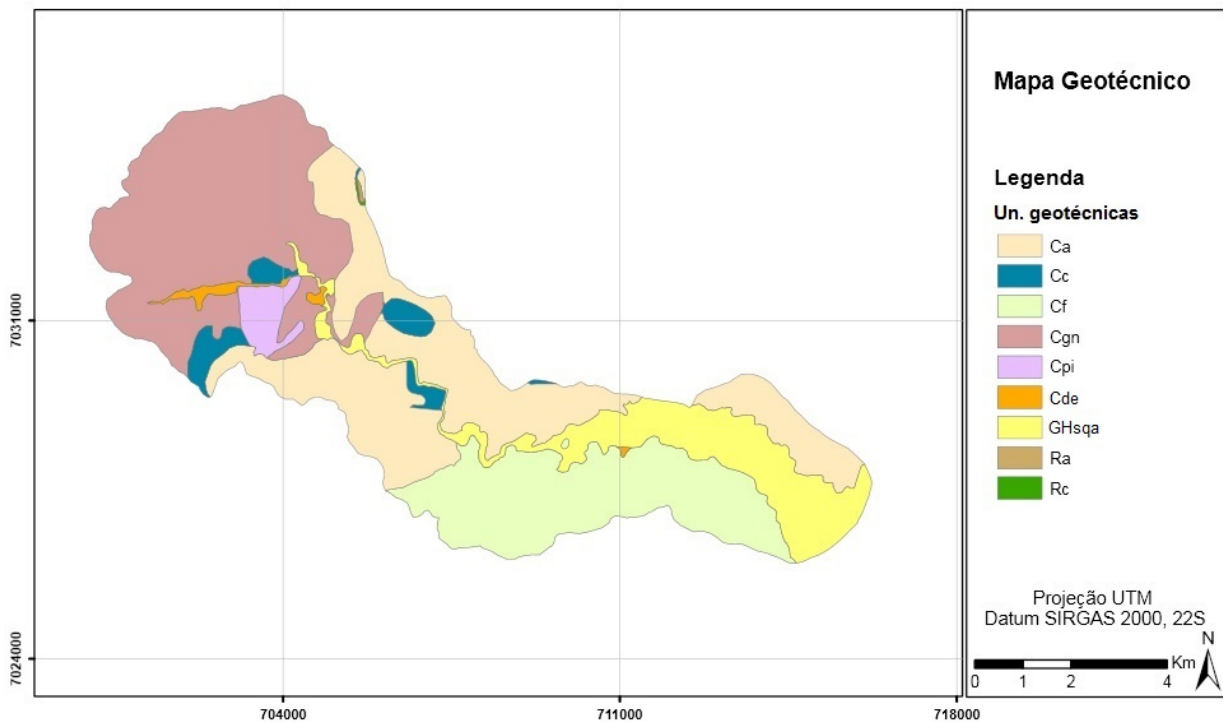 Mapa Geotécnico
Legenda
Un. geotécnicas
Ca
Cc
Cf
Cgn
Cpi
Cde
GHsqa
Ra
Rc
Projeção UTM
Datum SIRGAS 2000, 22S
N
Km
0 1 2 4
7031000
7024000
704000 711000 718000